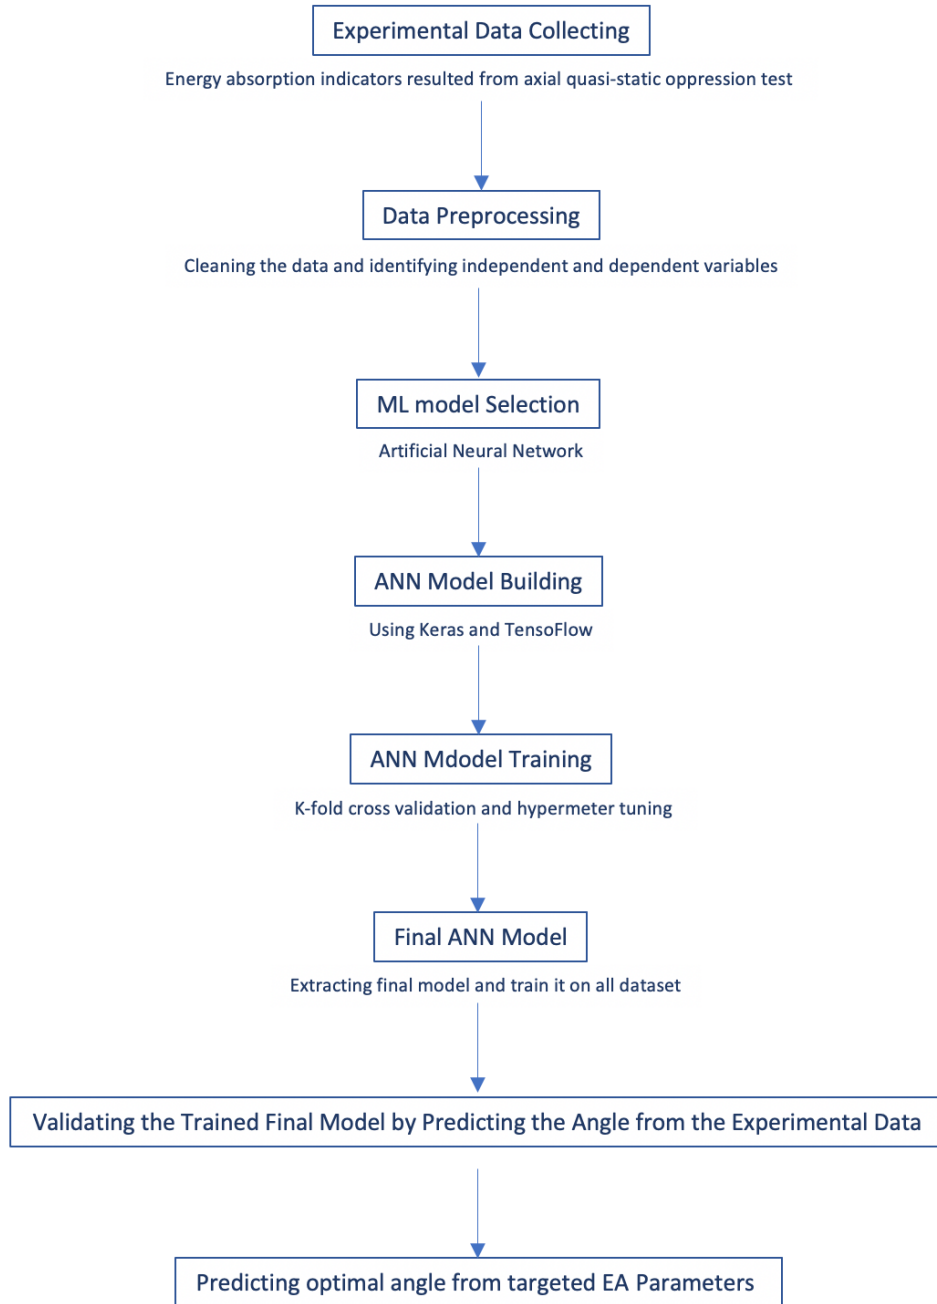 Experimental Data Collecting
Energy absorption indicators resulted from axial quasi-static oppression test
Data Preprocessing
Cleaning the data and identifying independent and dependent variables
ML model Selection
Artificial Neural Network
ANN Model Building
Using Keras and TensoFlow
ANN Mdodel Training
K-fold cross validation and hypermeter tuning
Final ANN Model
Extracting final model and train it on all dataset
Validating the Trained Final Model by Predicting the Angle from the Experimental Data
Predicting optimal angle from targeted EA Parameters